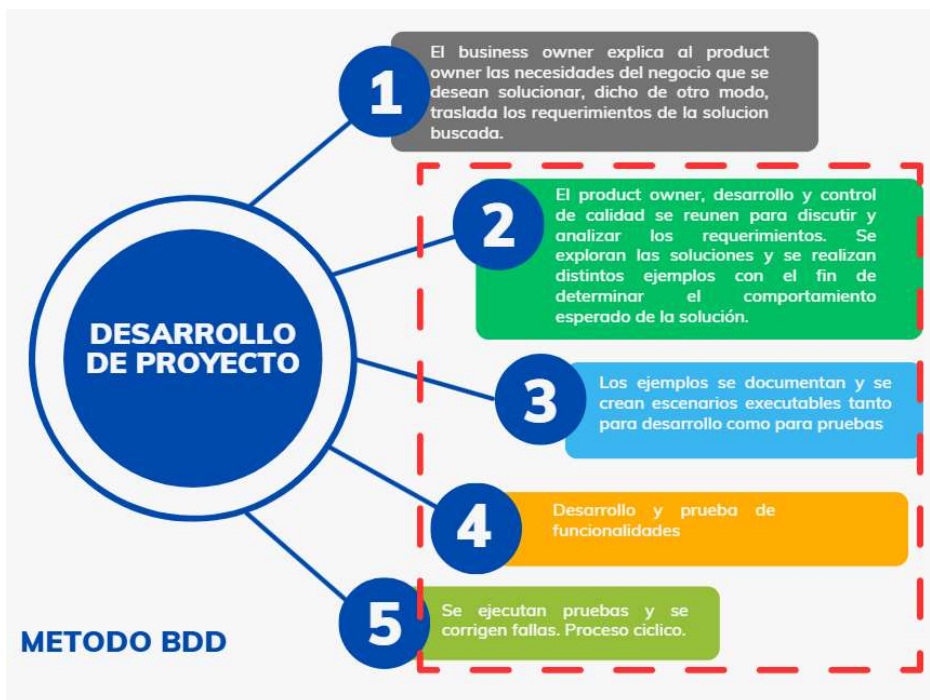 1
El business owner explica al product
owner las necesidades del negocio que se
desean solucionar, dicho de otro modo,
traslada los requerimientos de la solucion
buscada.
2
El product owner, desarrollo y control
de calidad se reunen para discutir y
analizar los requerimientos. Se
exploran las soluciones y se realizan
distintos ejemplos con el fin de
determinar el comportamiento
esperado de la solución.
DESARROLLO
DE PROYECTO
3
Los ejemplos se documentan y se
crean escenarios executables tanto
para desarrollo como para pruebas
4
Desarrollo y prueba de
funcionalidades
5
Se ejecutan pruebas y se
corrigen fallas. Proceso ciclico.
METODO BDD